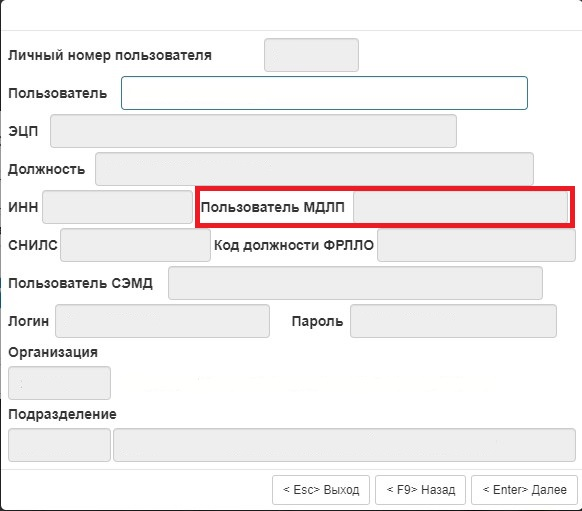 Личный номер пользователя
Пользователь
ЭЦП
Должность
ИНН Пользователь МДЛП
СНИЛС Код должности ФРЛЛО
Пользователь СЭМД
Логин Пароль
Организация
Подразделение
< Esc> Выход < F9> Назад < Enter> Далее